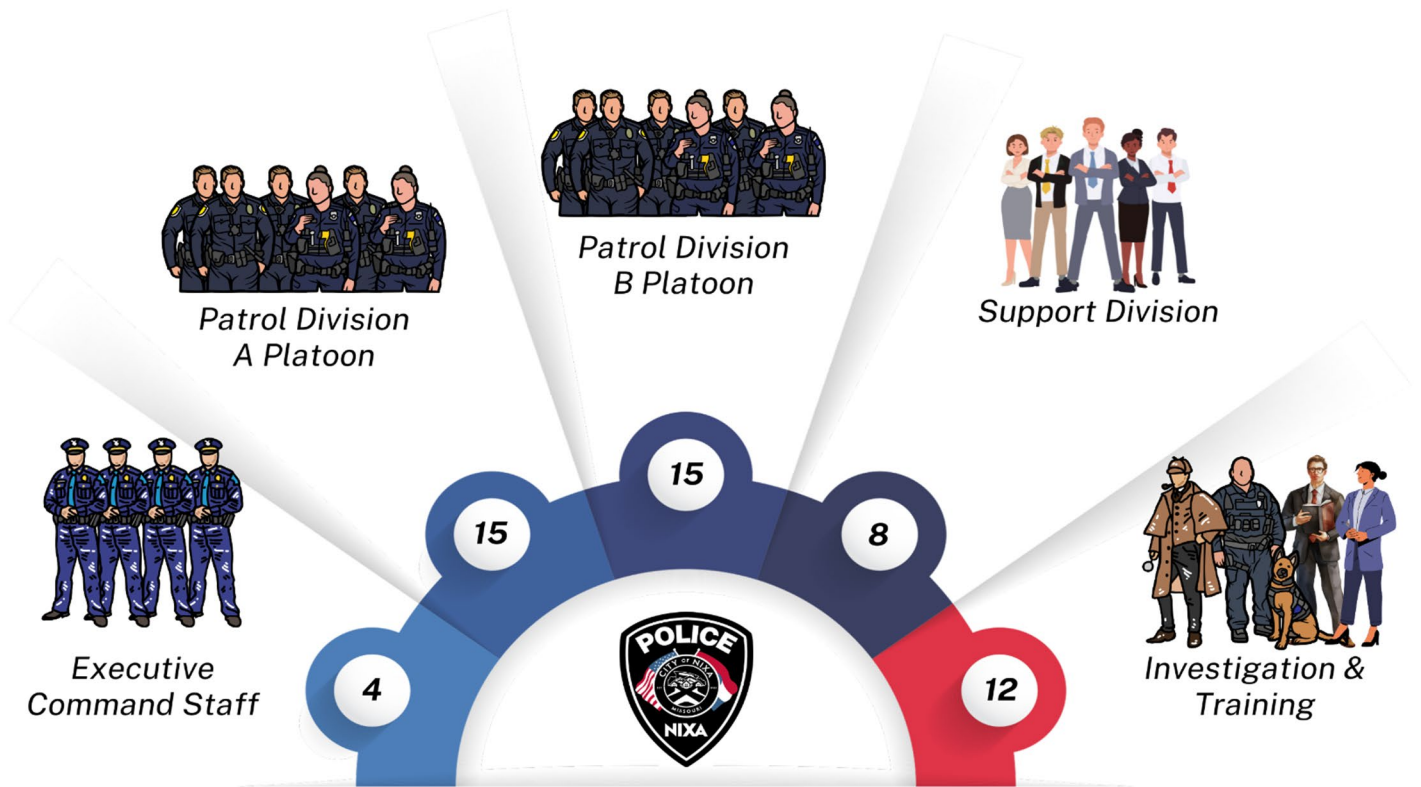 Patrol Division
B Platoon
Patrol Division
A Platoon
Support Division
Executive
Command Staff
Investigation &
Training
4
15
15
8
12
POLICE
CITY OF NIXA
MISSOURI
NIXA